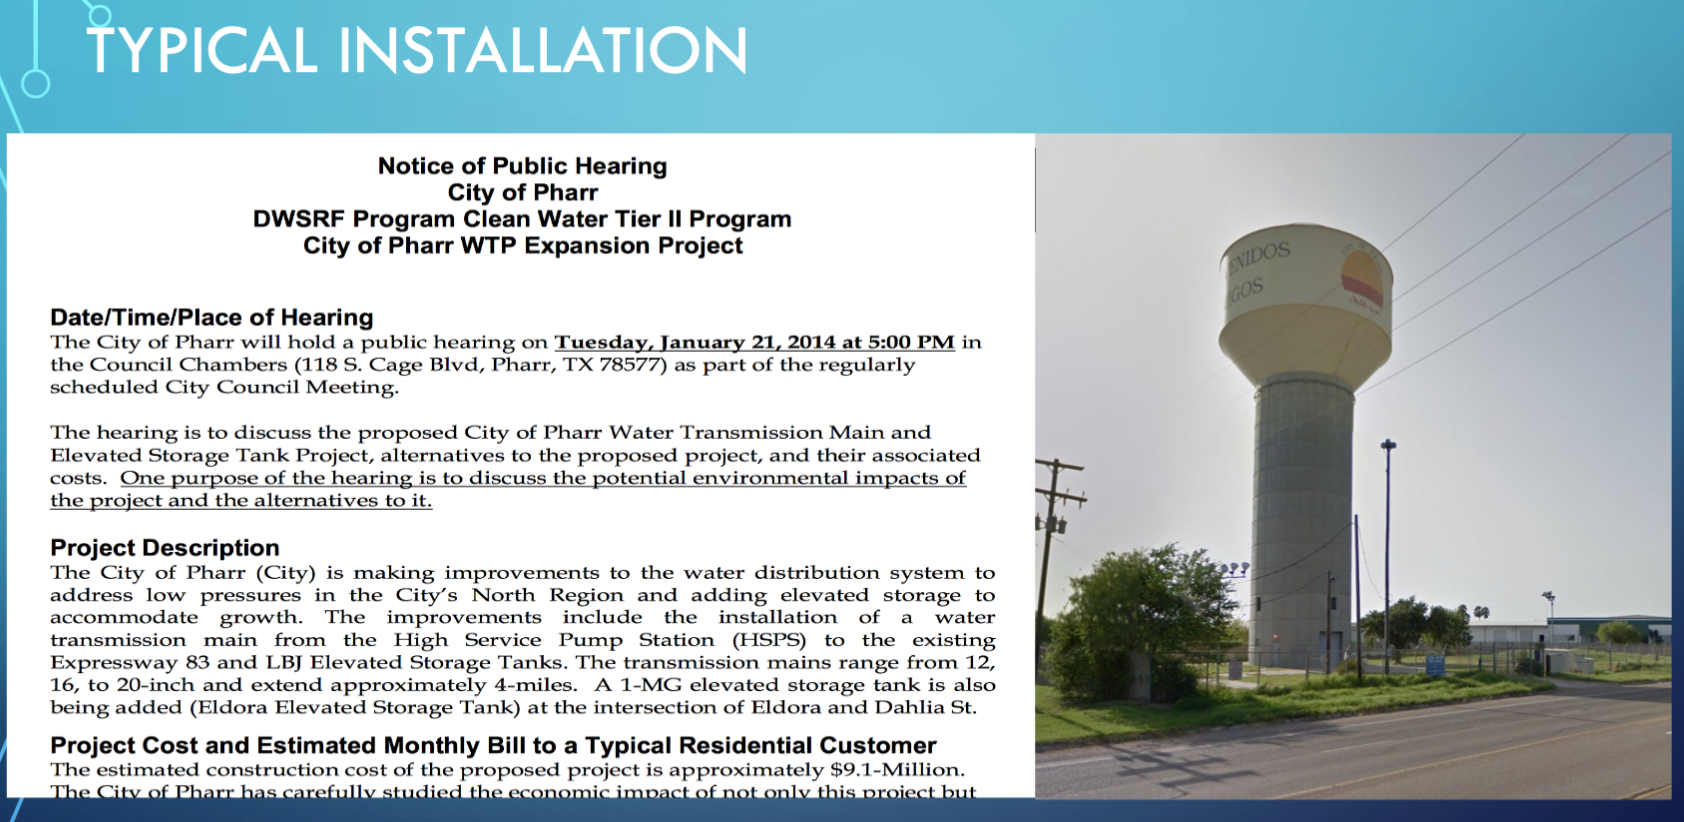 TYPICAL INSTALLATION
Notice of Public Hearing
City of Pharr
DWSRF Program Clean Water Tier II Program
City of Pharr WTP Expansion Project
Date/Time/Place of Hearing
The City of Pharr will hold a public hearing on Tuesday, January 21, 2014 at 5:00 PM in
the Council Chambers (118 S. Cage Blvd, Pharr, TX 78577) as part of the regularly
scheduled City Council Meeting.
The hearing is to discuss the proposed City of Pharr Water Transmission Main and
Elevated Storage Tank Project, alternatives to the proposed project, and their associated
costs. One purpose of the hearing is to discuss the potential environmental impacts of
the project and the alternatives to it.
Project Description
The City of Pharr (City) is making improvements to the water distribution system to
address low pressures in the City's North Region and adding elevated storage to
accommodate growth. The improvements include the installation of a water
transmission main from the High Service Pump Station (HSPS) to the existing
Expressway 83 and LBJ Elevated Storage Tanks. The transmission mains range from 12,
16, to 20-inch and extend approximately 4-miles. A 1-MG elevated storage tank is also
being added (Eldora Elevated Storage Tank) at the intersection of Eldora and Dahlia St.
Project Cost and Estimated Monthly Bill to a Typical Residential Customer
The estimated construction cost of the proposed project is approximately $9.1-Million.
The City of Pharr has carefully studied the economic impact of not only this project but
ENIDOS
IGOS